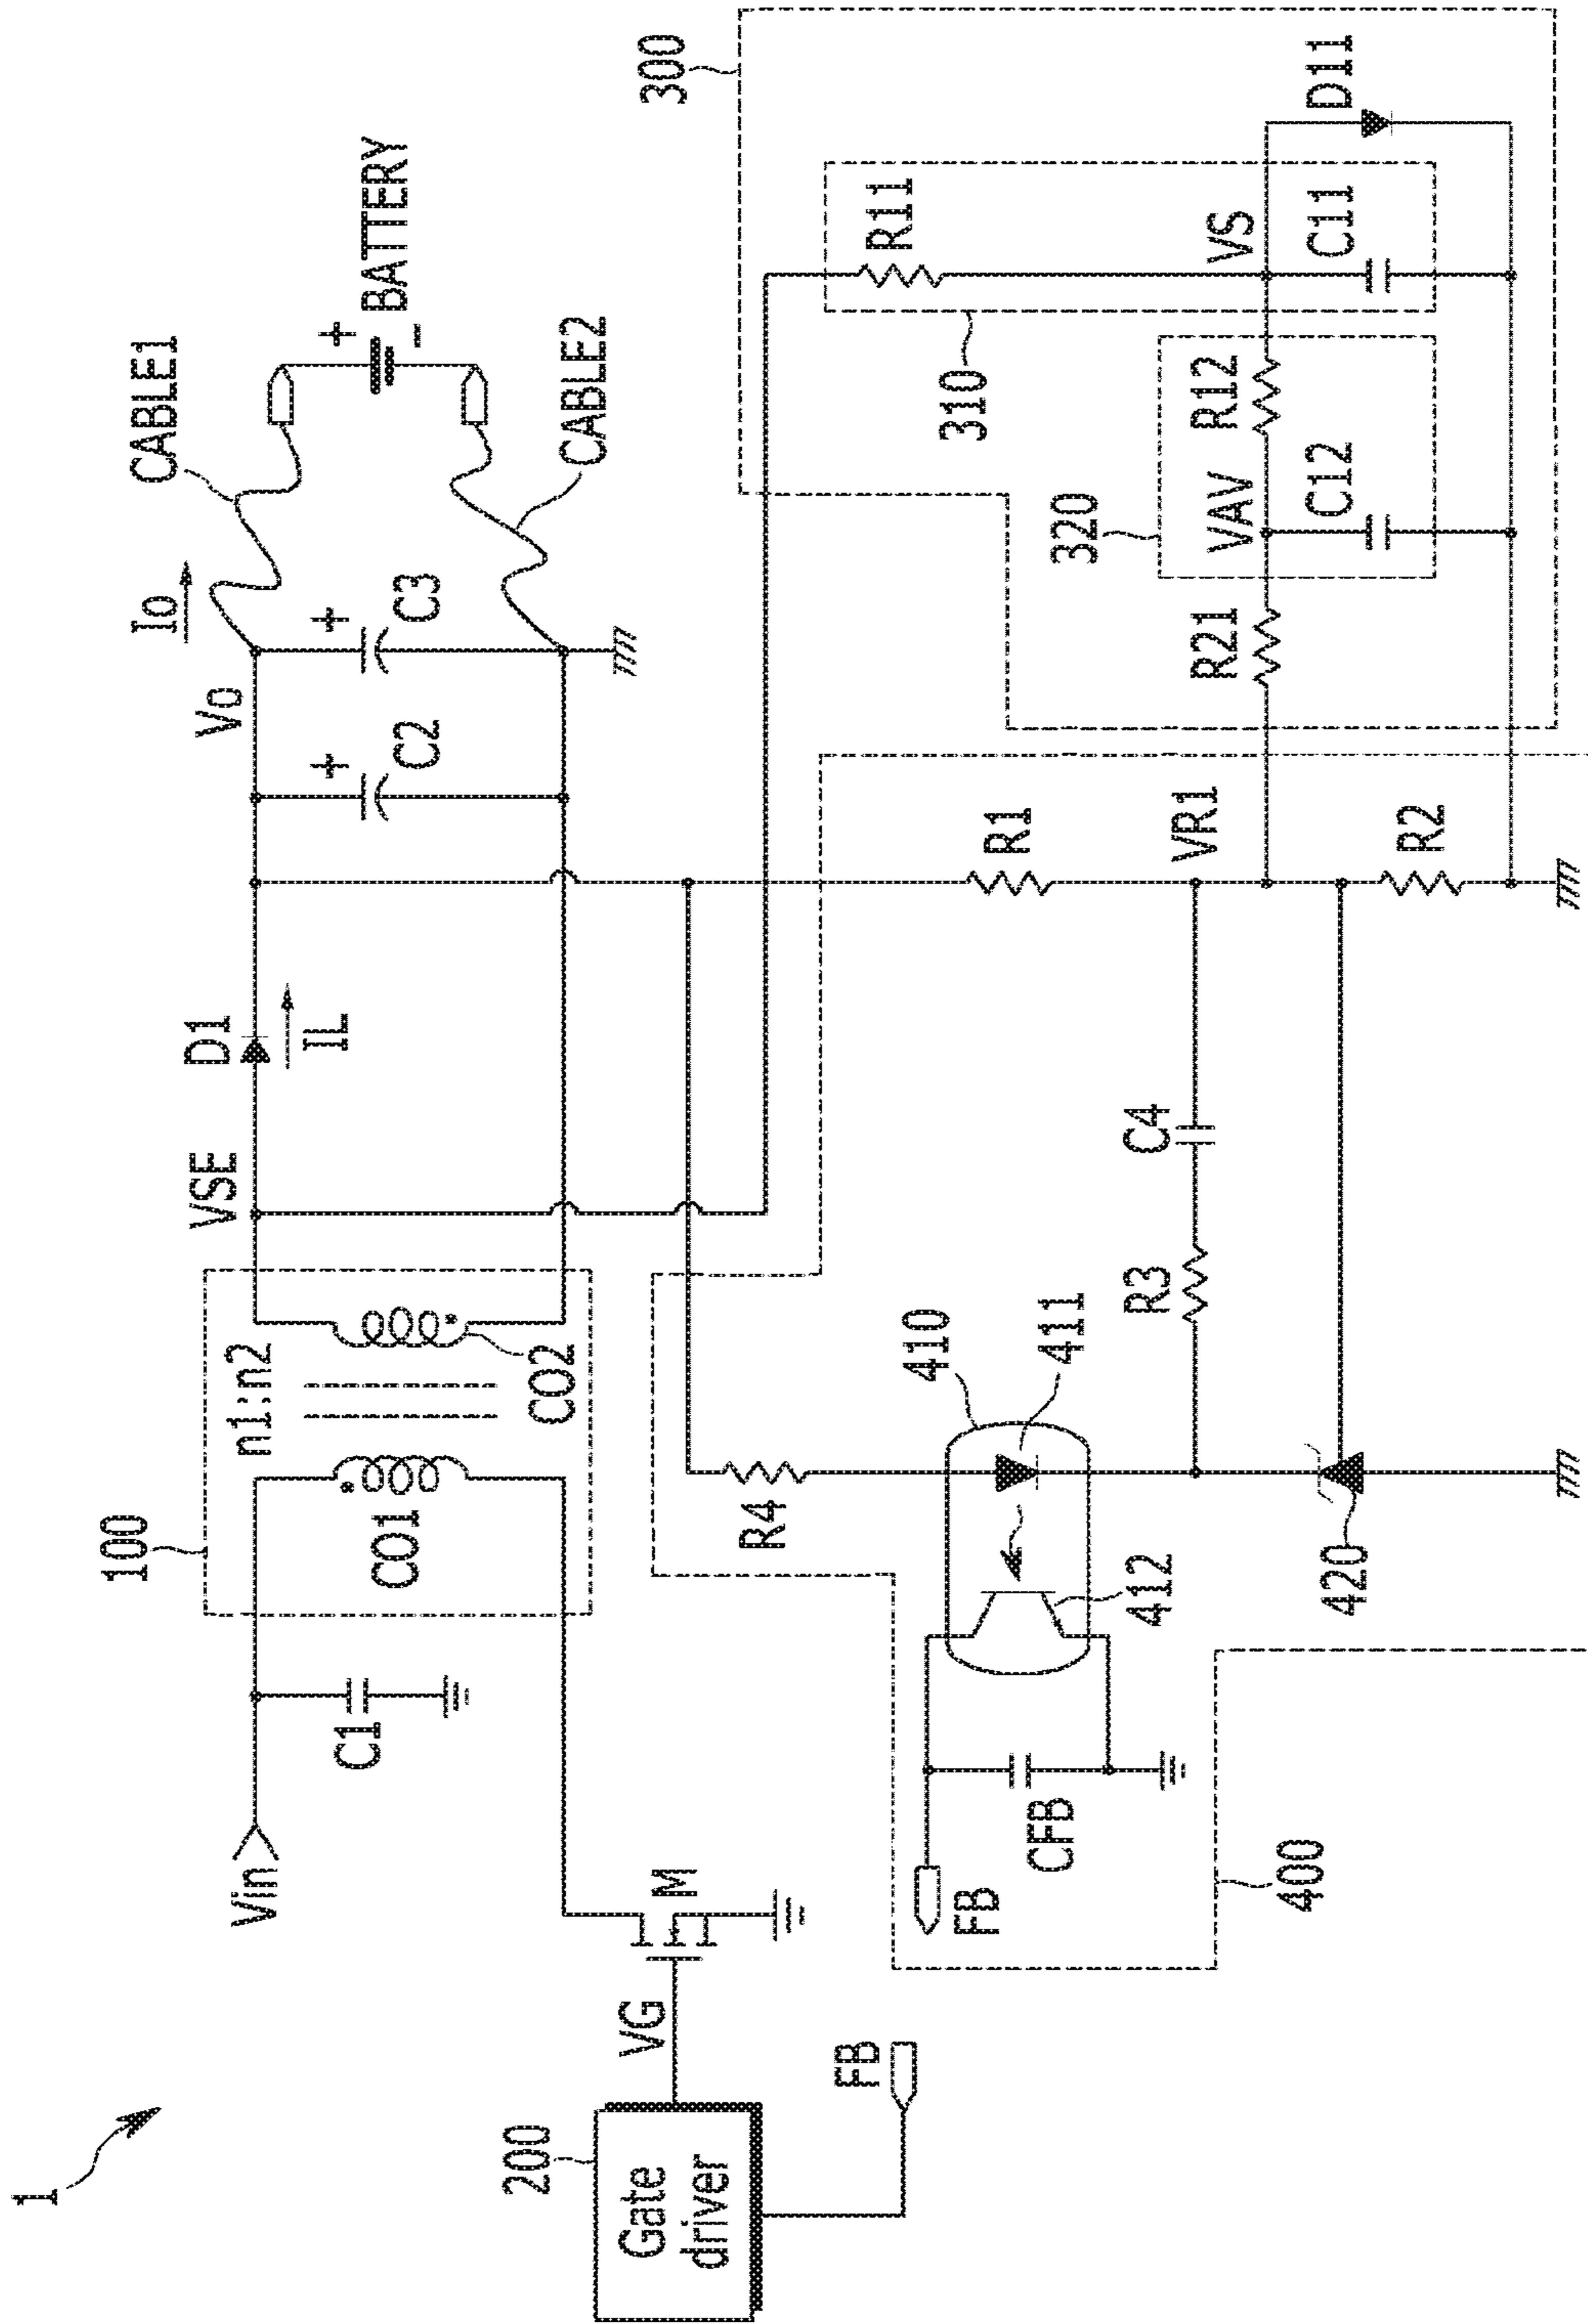 1
Vin
C1
100
n1:n2
CO1
CO2
VSE
D1
IL
Vo
Io
CABLE1
+
BATTERY
-
CABLE2
+
C2
+
C3
200
Gate
driver
VG
M
FB
FB
CFB
400
410
411
412
420
R4
R3
C4
R1
VR1
R2
300
310
R11
VS
C11
D11
320
R12
VAV
C12
R21